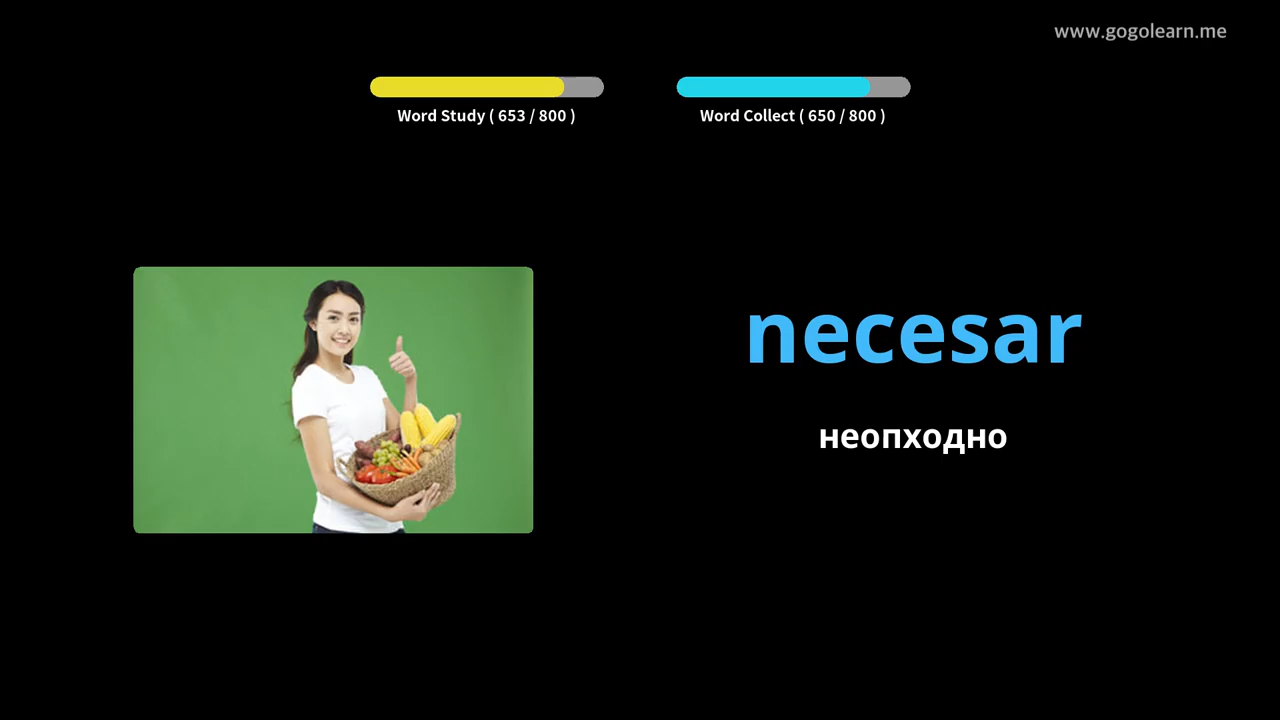 www.gogolearn.me
Word Study ( 653 / 800 )
Word Collect ( 650 / 800 )
necesar
неопходно